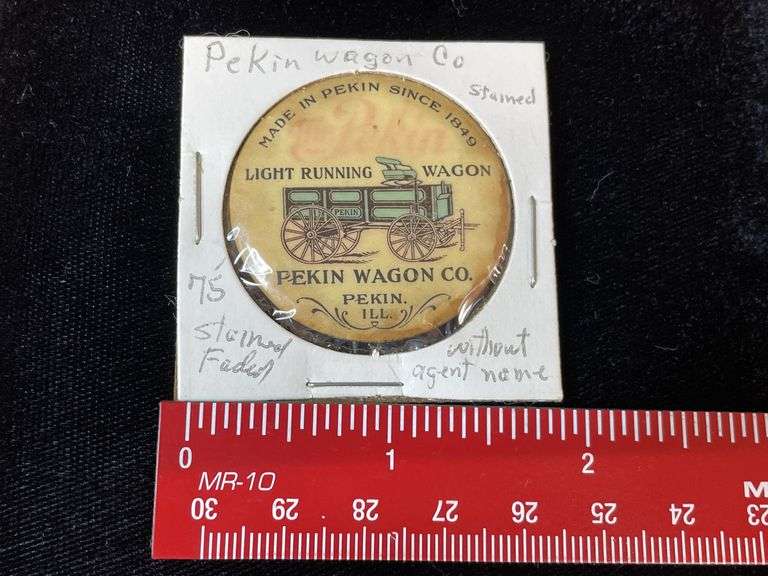 Pekin Wagon Co
stained
MADE IN PEKIN SINCE 1849
Pekin
LIGHT RUNNING WAGON
PEKIN
PEKIN WAGON CO.
PEKIN.
ILL.
75
stained
Faded
without
agent name
0 1 2
MR-10
M
30 29 28 27 26 25 24 23